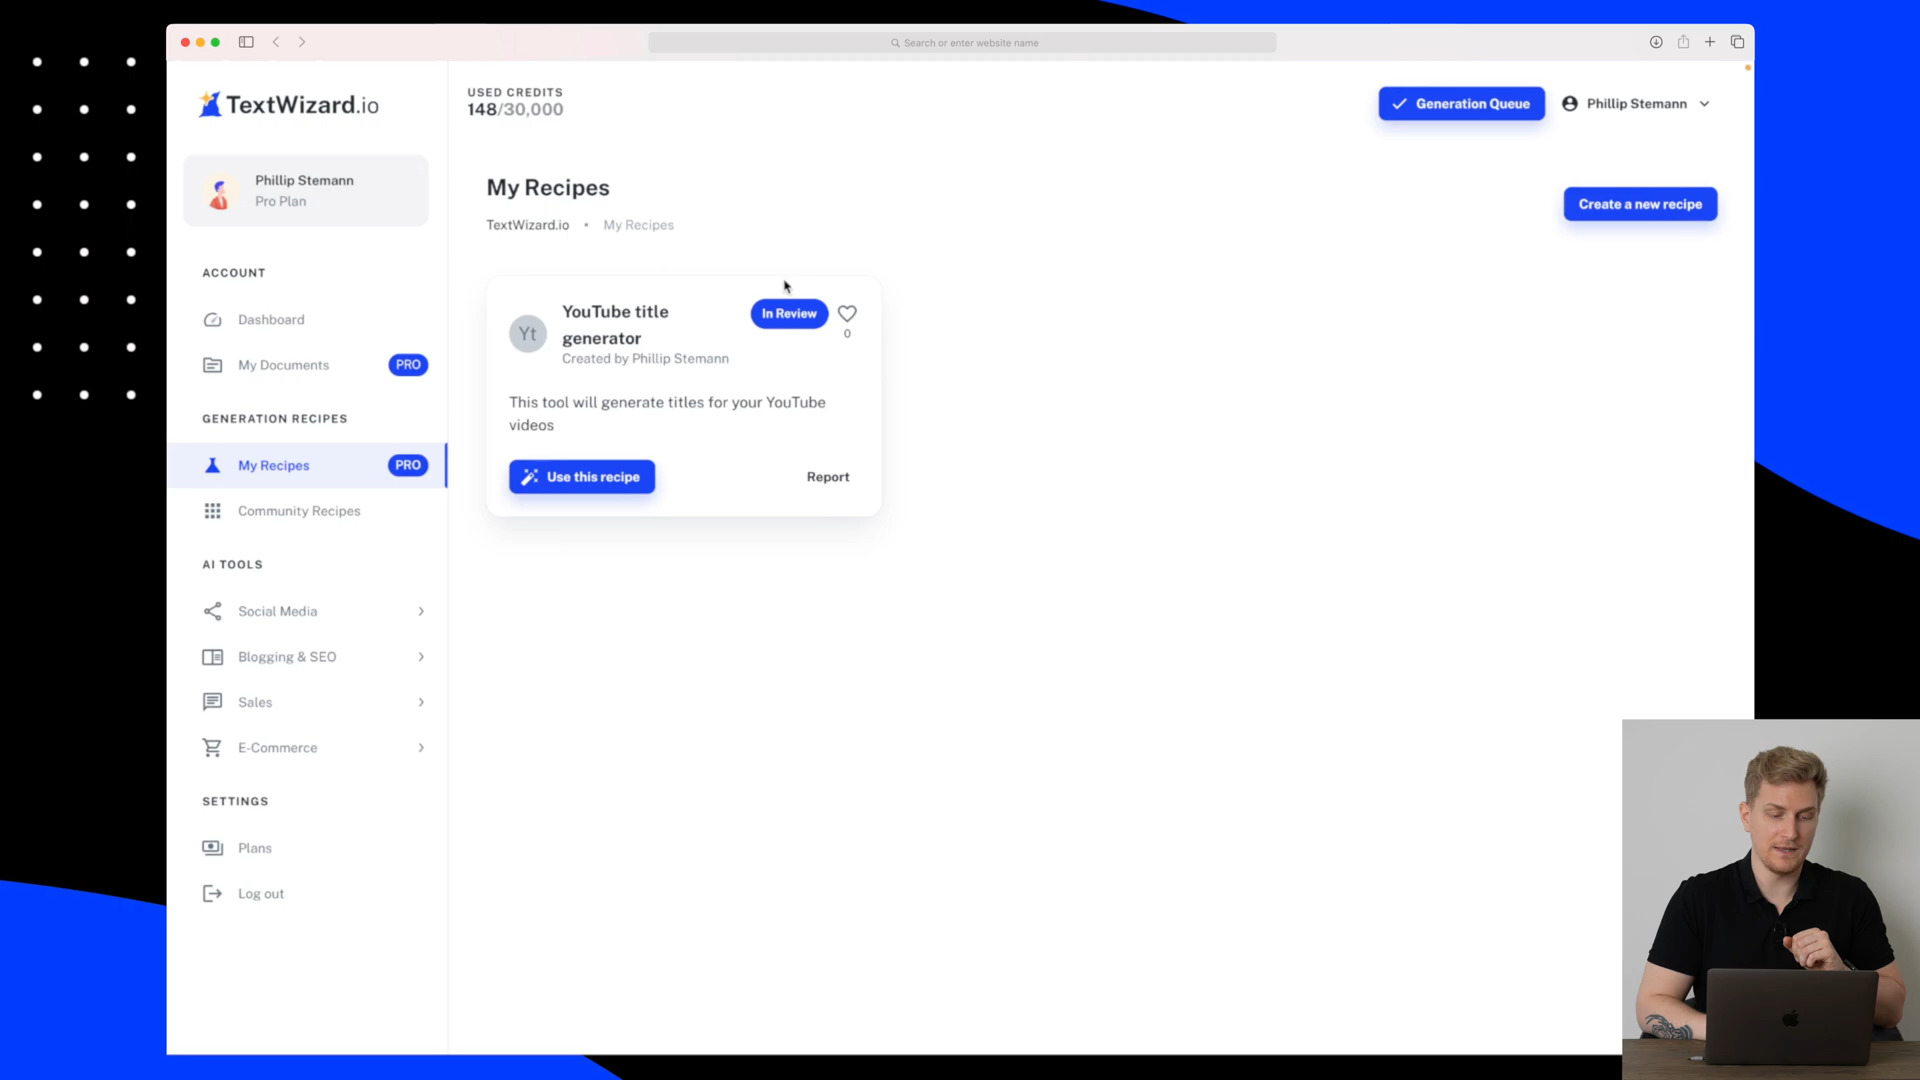 Search or enter website name
TextWizard.io
USED CREDITS
148/30,000
Generation Queue
Phillip Stemann
Phillip Stemann
Pro Plan
My Recipes
TextWizard.io • My Recipes
Create a new recipe
ACCOUNT
Dashboard
My Documents PRO
GENERATION RECIPES
My Recipes PRO
Community Recipes
AI TOOLS
Social Media
Blogging & SEO
Sales
E-Commerce
SETTINGS
Plans
Log out
Yt
YouTube title
generator
Created by Phillip Stemann
In Review
0
This tool will generate titles for your YouTube
videos
Use this recipe
Report